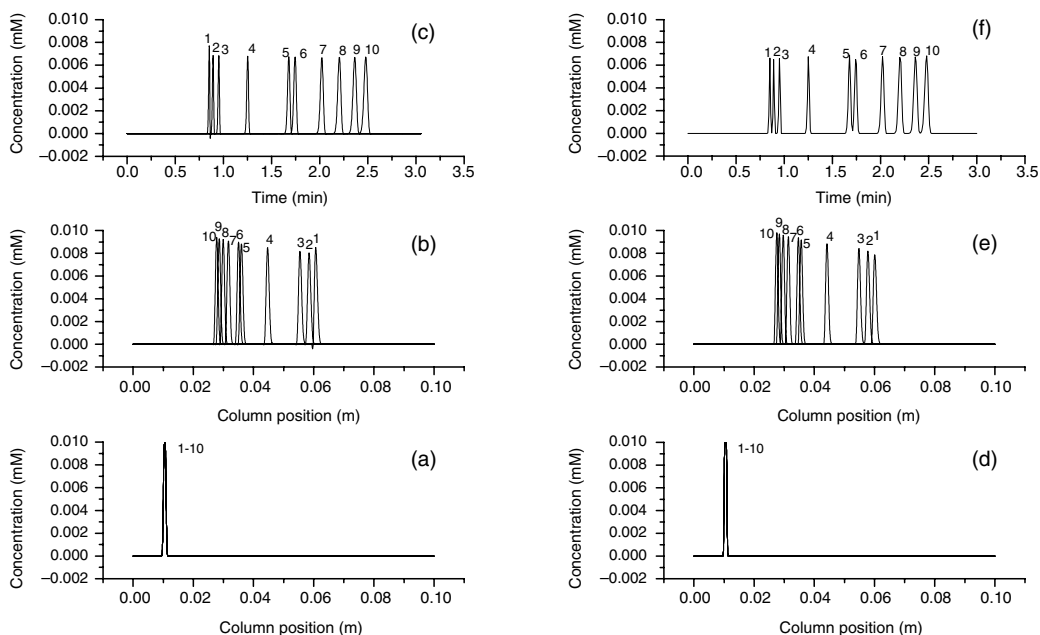 (c)
Concentration (mM)
0.010
0.008
0.006
0.004
0.002
0.000
−0.002
1 2 3 4 5 6 7 8 9 10
0.0 0.5 1.0 1.5 2.0 2.5 3.0 3.5
Time (min)
(f)
Concentration (mM)
0.010
0.008
0.006
0.004
0.002
0.000
−0.002
1 2 3 4 5 6 7 8 9 10
0.0 0.5 1.0 1.5 2.0 2.5 3.0 3.5
Time (min)
(b)
Concentration (mM)
0.010
0.008
0.006
0.004
0.002
0.000
−0.002
10 9 8 7 6 5 4 3 2 1
0.00 0.02 0.04 0.06 0.08 0.10
Column position (m)
(e)
Concentration (mM)
0.010
0.008
0.006
0.004
0.002
0.000
−0.002
10 9 8 7 6 5 4 3 2 1
0.00 0.02 0.04 0.06 0.08 0.10
Column position (m)
(a)
Concentration (mM)
0.010
0.008
0.006
0.004
0.002
0.000
−0.002
1-10
0.00 0.02 0.04 0.06 0.08 0.10
Column position (m)
(d)
Concentration (mM)
0.010
0.008
0.006
0.004
0.002
0.000
−0.002
1-10
0.00 0.02 0.04 0.06 0.08 0.10
Column position (m)